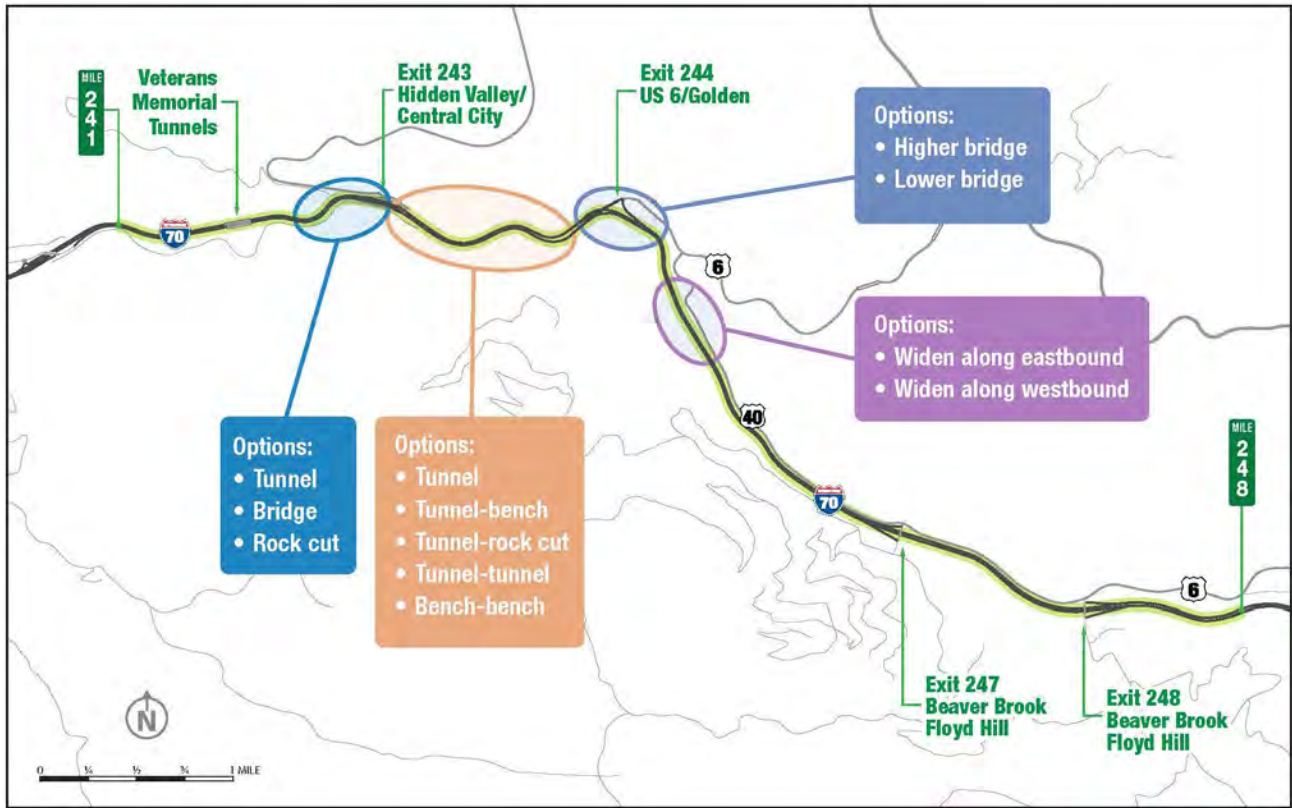 MILE
2
4
1
Veterans
Memorial
Tunnels
Exit 243
Hidden Valley/
Central City
Exit 244
US 6/Golden
Options:
• Higher bridge
• Lower bridge
70
6
Options:
• Widen along eastbound
• Widen along westbound
40
Options:
• Tunnel
• Bridge
• Rock cut
Options:
• Tunnel
• Tunnel-bench
• Tunnel-rock cut
• Tunnel-tunnel
• Bench-bench
70
MILE
2
4
8
6
Exit 247
Beaver Brook
Floyd Hill
Exit 248
Beaver Brook
Floyd Hill
N
0 ¼ ½ ¾ 1 MILE